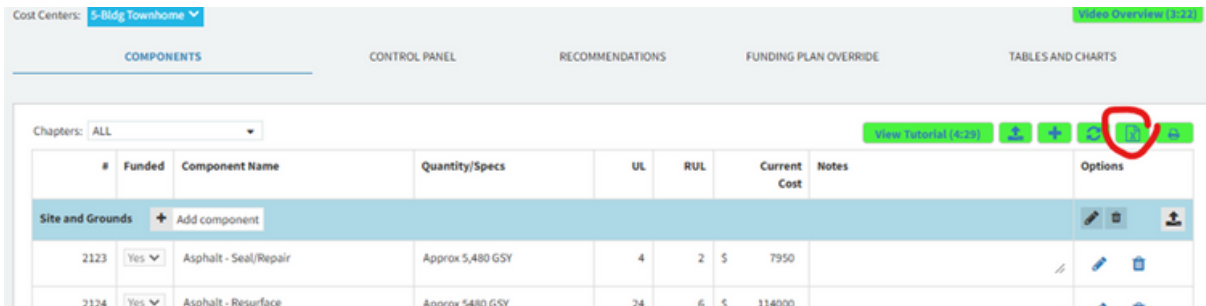 Cost Centers: 5-Bldg Townhome
Video Overview (3:22)
COMPONENTS CONTROL PANEL RECOMMENDATIONS FUNDING PLAN OVERRIDE TABLES AND CHARTS
Chapters: ALL
View Tutorial (4:29)
# Funded Component Name Quantity/Specs UL RUL Current Cost Notes Options
Site and Grounds + Add component
2123 Yes Asphalt - Seal/Repair Approx 5,480 GSY 4 2 $ 7950
2124 Yes Asphalt - Resurface Approx 5480 GSY 24 6 $ 114000